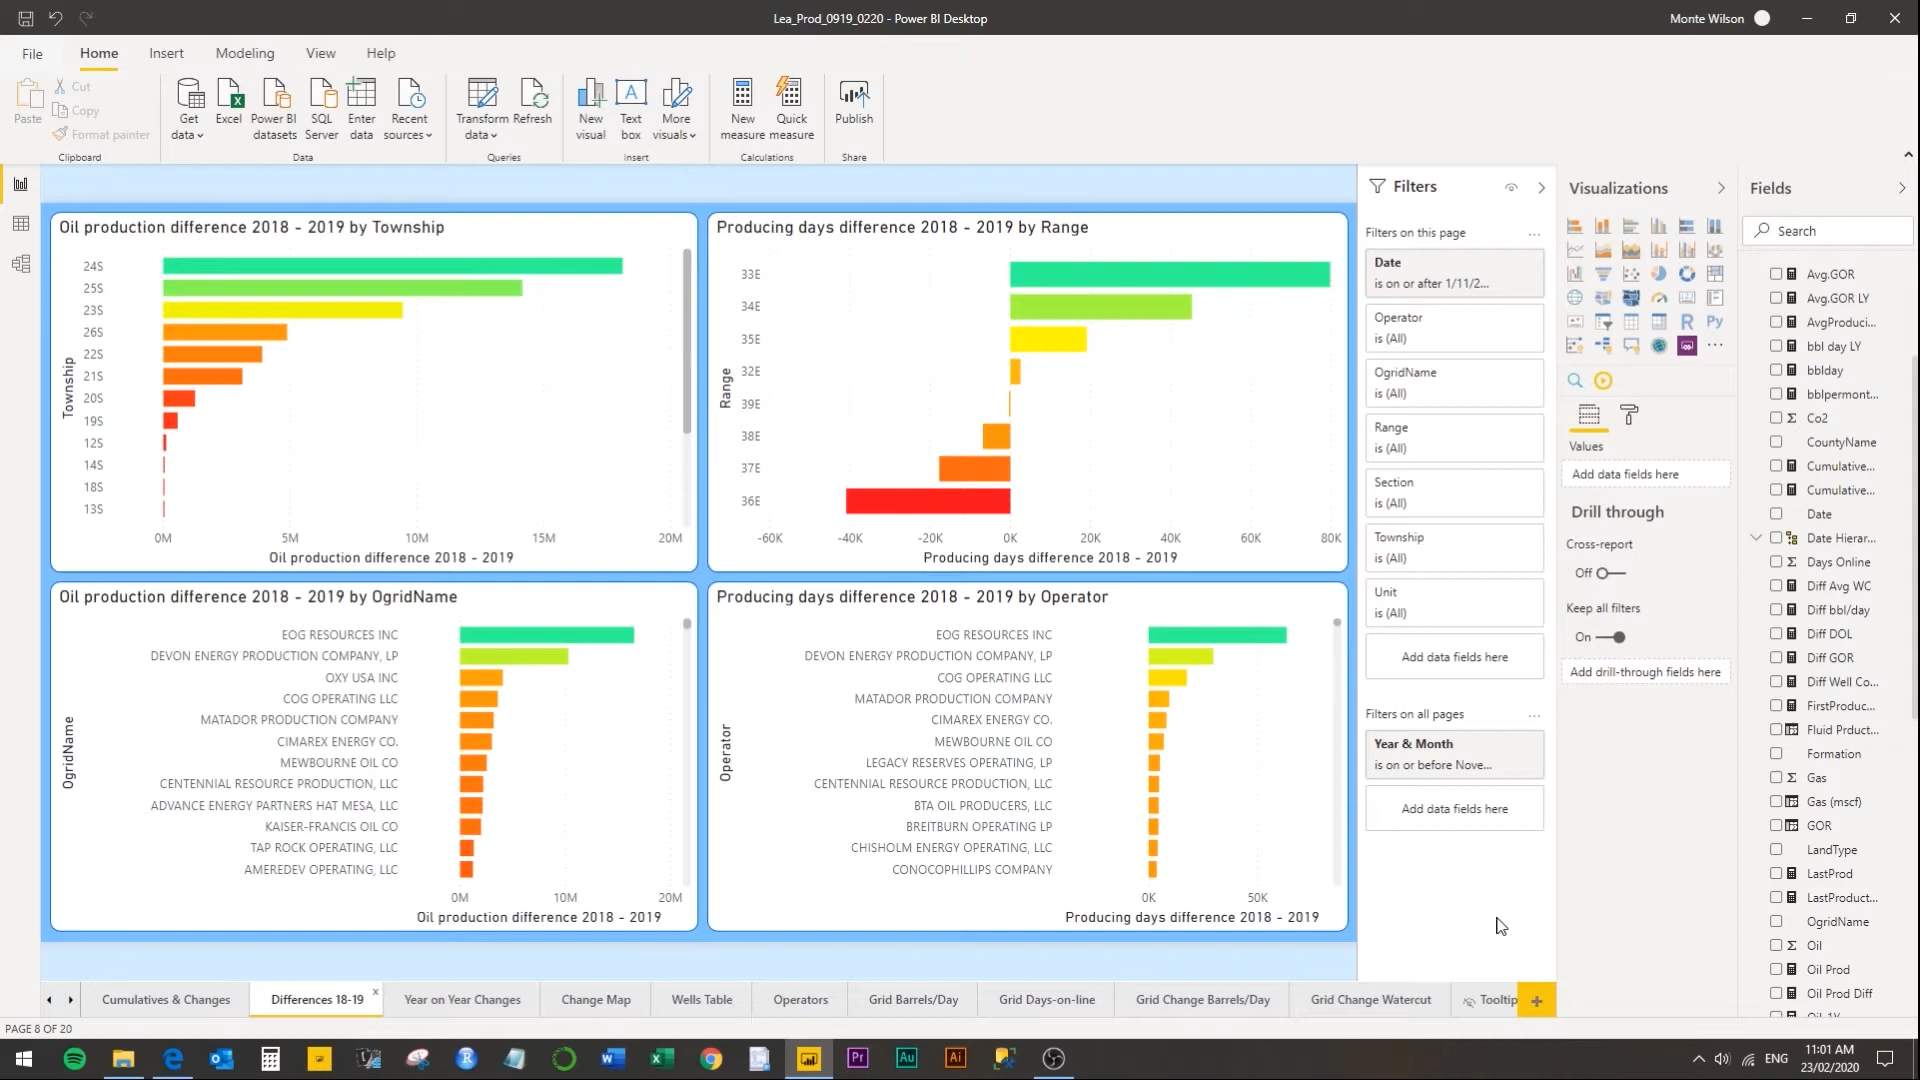 Lea_Prod_0919_0220 - Power BI Desktop
Monte Wilson
File
Home
Insert
Modeling
View
Help
Paste
Cut
Copy
Format painter
Clipboard
Get
data
Excel
Power BI
datasets
SQL
Server
Enter
data
Recent
sources
Data
Transform
data
Refresh
Queries
New
visual
Text
box
More
visuals
Insert
New
measure
Quick
measure
Calculations
Publish
Share
Oil production difference 2018 - 2019 by Township
Township
24S
25S
23S
26S
22S
21S
20S
19S
12S
14S
18S
13S
0M 5M 10M 15M 20M
Oil production difference 2018 - 2019
Producing days difference 2018 - 2019 by Range
Range
33E
34E
35E
32E
39E
38E
37E
36E
-60K -40K -20K 0K 20K 40K 60K 80K
Producing days difference 2018 - 2019
Oil production difference 2018 - 2019 by OgridName
OgridName
EOG RESOURCES INC
DEVON ENERGY PRODUCTION COMPANY, LP
OXY USA INC
COG OPERATING LLC
MATADOR PRODUCTION COMPANY
CIMAREX ENERGY CO.
MEWBOURNE OIL CO
CENTENNIAL RESOURCE PRODUCTION, LLC
ADVANCE ENERGY PARTNERS HAT MESA, LLC
KAISER-FRANCIS OIL CO
TAP ROCK OPERATING, LLC
AMEREDEV OPERATING, LLC
0M 10M 20M
Oil production difference 2018 - 2019
Producing days difference 2018 - 2019 by Operator
Operator
EOG RESOURCES INC
DEVON ENERGY PRODUCTION COMPANY, LP
COG OPERATING LLC
MATADOR PRODUCTION COMPANY
CIMAREX ENERGY CO.
MEWBOURNE OIL CO
LEGACY RESERVES OPERATING, LP
CENTENNIAL RESOURCE PRODUCTION, LLC
BTA OIL PRODUCERS, LLC
BREITBURN OPERATING LP
CHISHOLM ENERGY OPERATING, LLC
CONOCOPHILLIPS COMPANY
0K 50K
Producing days difference 2018 - 2019
Filters
Filters on this page ...
Date
is on or after 1/11/2...
Operator
is (All)
OgridName
is (All)
Range
is (All)
Section
is (All)
Township
is (All)
Unit
is (All)
Add data fields here
Filters on all pages ...
Year & Month
is on or before Nove...
Add data fields here
Visualizations
R Py
...
Values
Add data fields here
Drill through
Cross-report
Off
Keep all filters
On
Add drill-through fields here
Fields
Search
Avg.GOR
Avg.GOR LY
AvgProduci...
bbl day LY
bblday
bblpermont...
Co2
CountyName
Cumulative...
Cumulative...
Date
Date Hierar...
Days Online
Diff Avg WC
Diff bbl/day
Diff DOL
Diff GOR
Diff Well Co...
FirstProduc...
Fluid Prduct...
Formation
Gas
Gas (mscf)
GOR
LandType
LastProd
LastProduct...
OgridName
Oil
Oil Prod
Oil Prod Diff
Cumulatives & Changes
Differences 18-19 x
Year on Year Changes
Change Map
Wells Table
Operators
Grid Barrels/Day
Grid Days-on-line
Grid Change Barrels/Day
Grid Change Watercut
Tooltip
+
PAGE 8 OF 20
Pr
Au
Ai
ENG
11:01 AM
23/02/2020